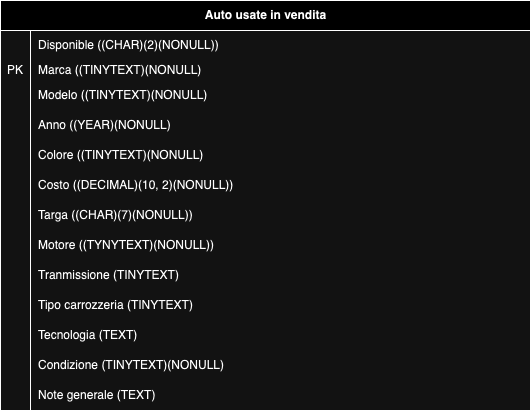 Auto usate in vendita
Disponible ((CHAR)(2)(NONULL))
PK Marca ((TINYTEXT)(NONULL)
Modelo ((TINYTEXT)(NONULL)
Anno ((YEAR)(NONULL)
Colore ((TINYTEXT)(NONULL)
Costo ((DECIMAL)(10, 2)(NONULL))
Targa ((CHAR)(7)(NONULL))
Motore ((TYNYTEXT)(NONULL))
Tranmissione (TINYTEXT)
Tipo carrozzeria (TINYTEXT)
Tecnologia (TEXT)
Condizione (TINYTEXT)(NONULL)
Note generale (TEXT)